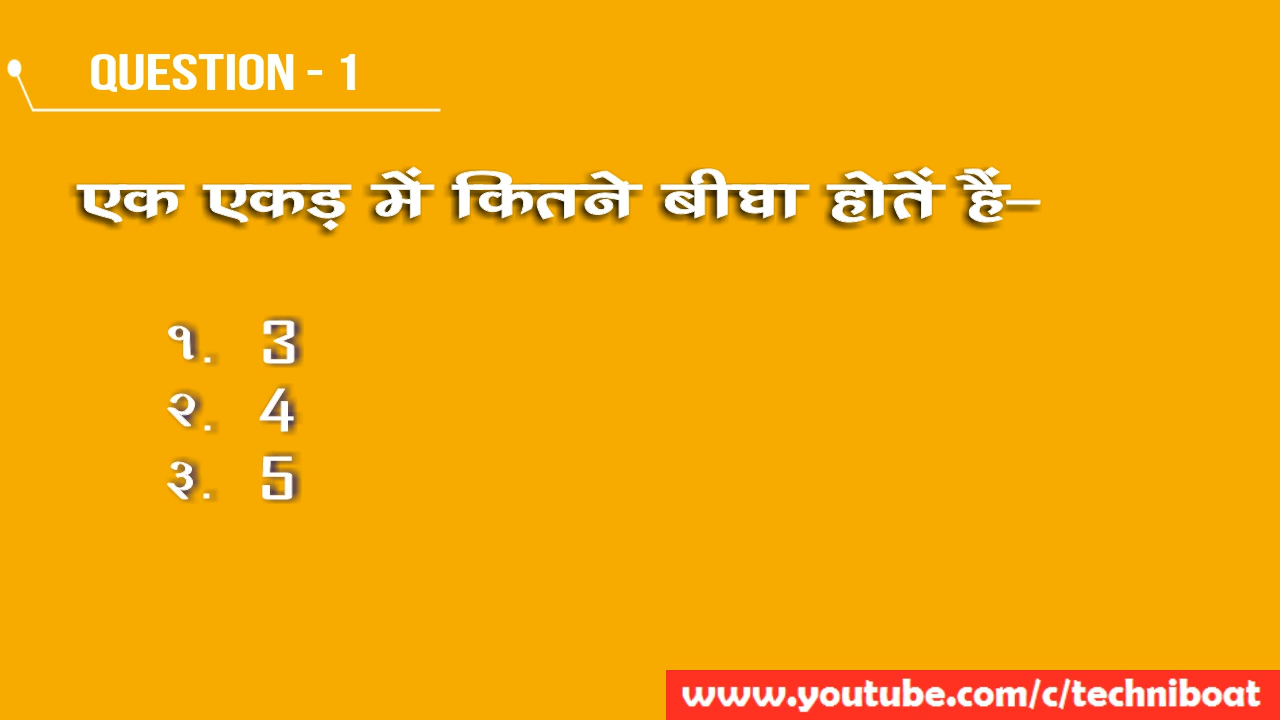 QUESTION - 1
एक एकड़ में कितने बीघा होतें हैं–
१. 3
२. 4
३. 5
www.youtube.com/c/techniboat